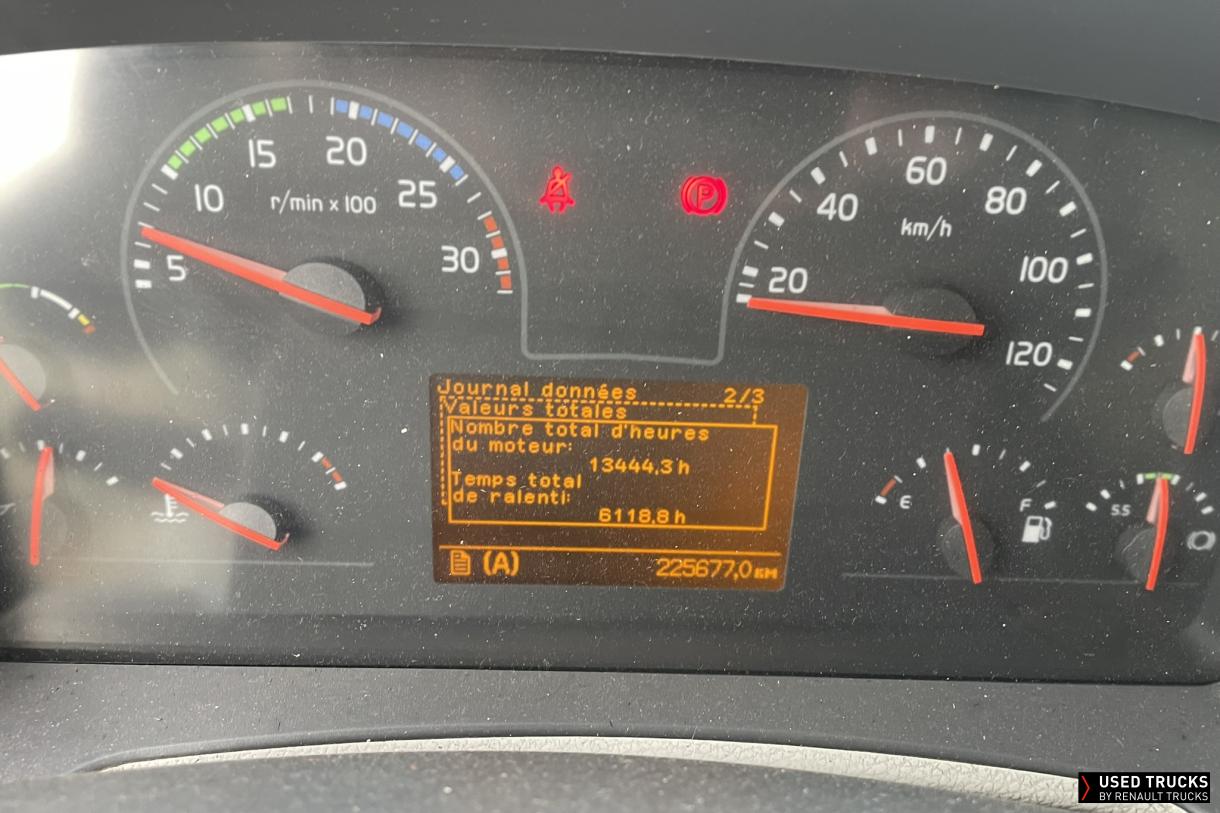 15 20
10 25
r/min x 100
5 30
60
40 80
km/h
20 100
120
Journal données 2/3
Valeurs totales
Nombre total d'heures
du moteur:
13444,3 h
Temps total
de ralenti:
6118,8 h
(A) 225677,0 KM
E F
5.5
P
USED TRUCKS
BY RENAULT TRUCKS